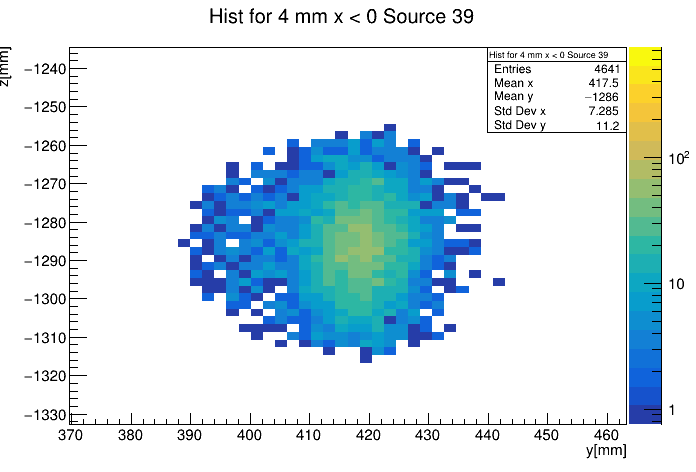 Hist for 4 mm x < 0 Source 39
z[mm]
Hist for 4 mm x < 0 Source 39
Entries 4641
Mean x 417.5
Mean y −1286
Std Dev x 7.285
Std Dev y 11.2
−1240
−1250
−1260
−1270
−1280
−1290
−1300
−1310
−1320
−1330
370 380 390 400 410 420 430 440 450 460
y[mm]
10²
10
1